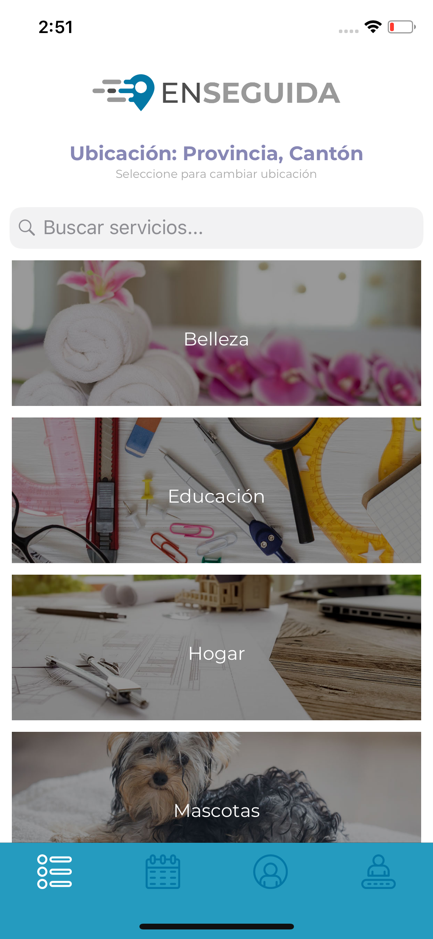 2:51
ENSEGUIDA
Ubicación: Provincia, Cantón
Seleccione para cambiar ubicación
Buscar servicios...
Belleza
Educación
Hogar
Mascotas